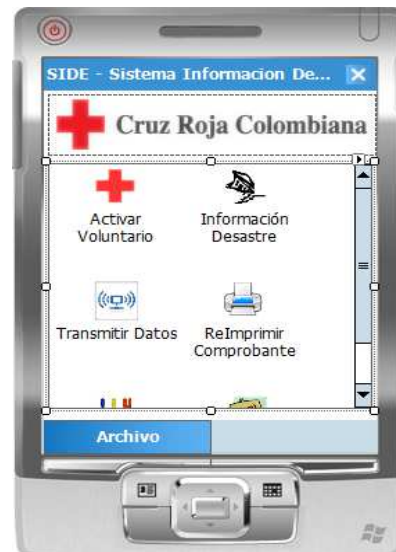 SIDE - Sistema Informacion De...
Cruz Roja Colombiana
Activar
Voluntario
Información
Desastre
Transmitir Datos
ReImprimir
Comprobante
Archivo